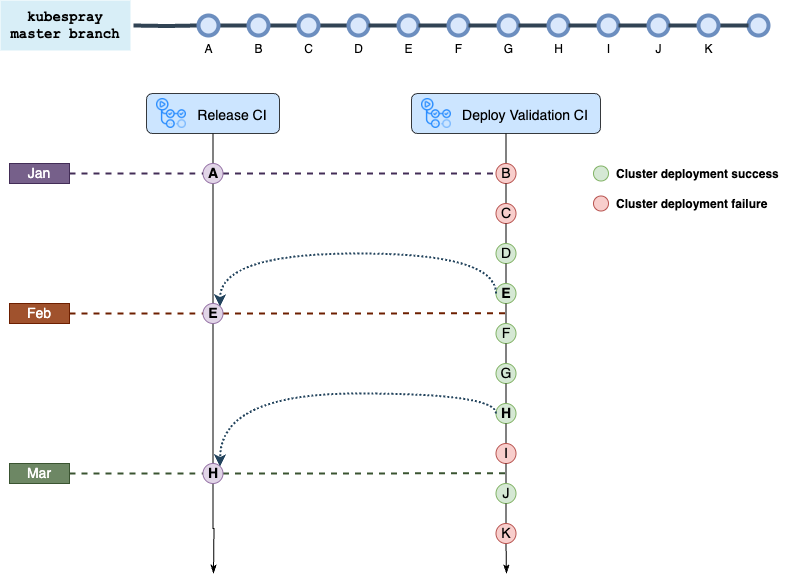 kubespray
master branch
A B C D E F G H I J K
Release CI
Deploy Validation CI
Jan
A
B
Cluster deployment success
C
Cluster deployment failure
D
E
Feb
E
F
G
H
I
Mar
H
J
K